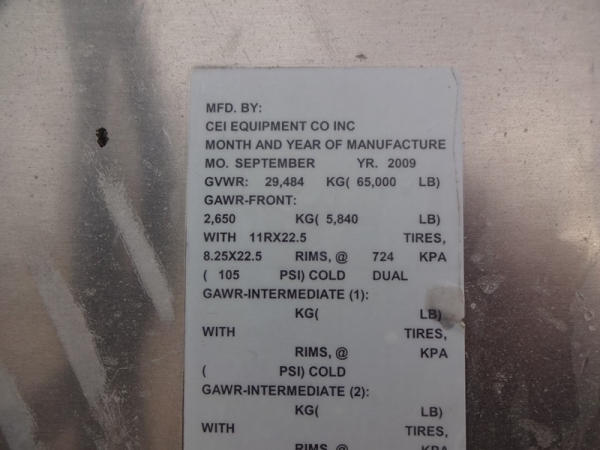 MFD. BY:
CEI EQUIPMENT CO INC
MONTH AND YEAR OF MANUFACTURE
MO. SEPTEMBER YR. 2009
GVWR: 29,484 KG( 65,000 LB)
GAWR-FRONT:
2,650 KG( 5,840 LB)
WITH 11RX22.5 TIRES,
8.25X22.5 RIMS, @ 724 KPA
( 105 PSI) COLD DUAL
GAWR-INTERMEDIATE (1):
KG( LB)
WITH TIRES,
RIMS, @ KPA
( PSI) COLD
GAWR-INTERMEDIATE (2):
KG( LB)
WITH TIRES,
RIMS, @ KPA